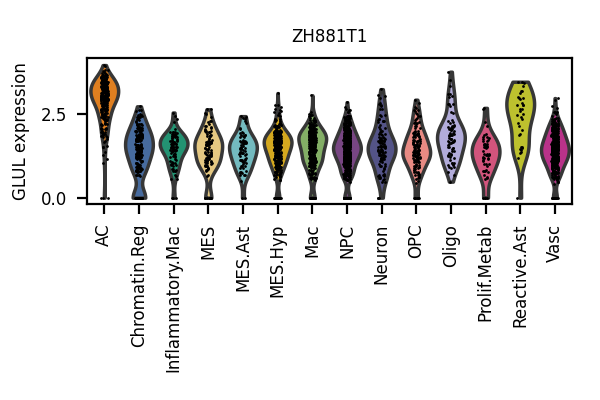 ZH881T1
GLUL expression
2.5
0.0
AC
Chromatin.Reg
Inflammatory.Mac
MES
MES.Ast
MES.Hyp
Mac
NPC
Neuron
OPC
Oligo
Prolif.Metab
Reactive.Ast
Vasc